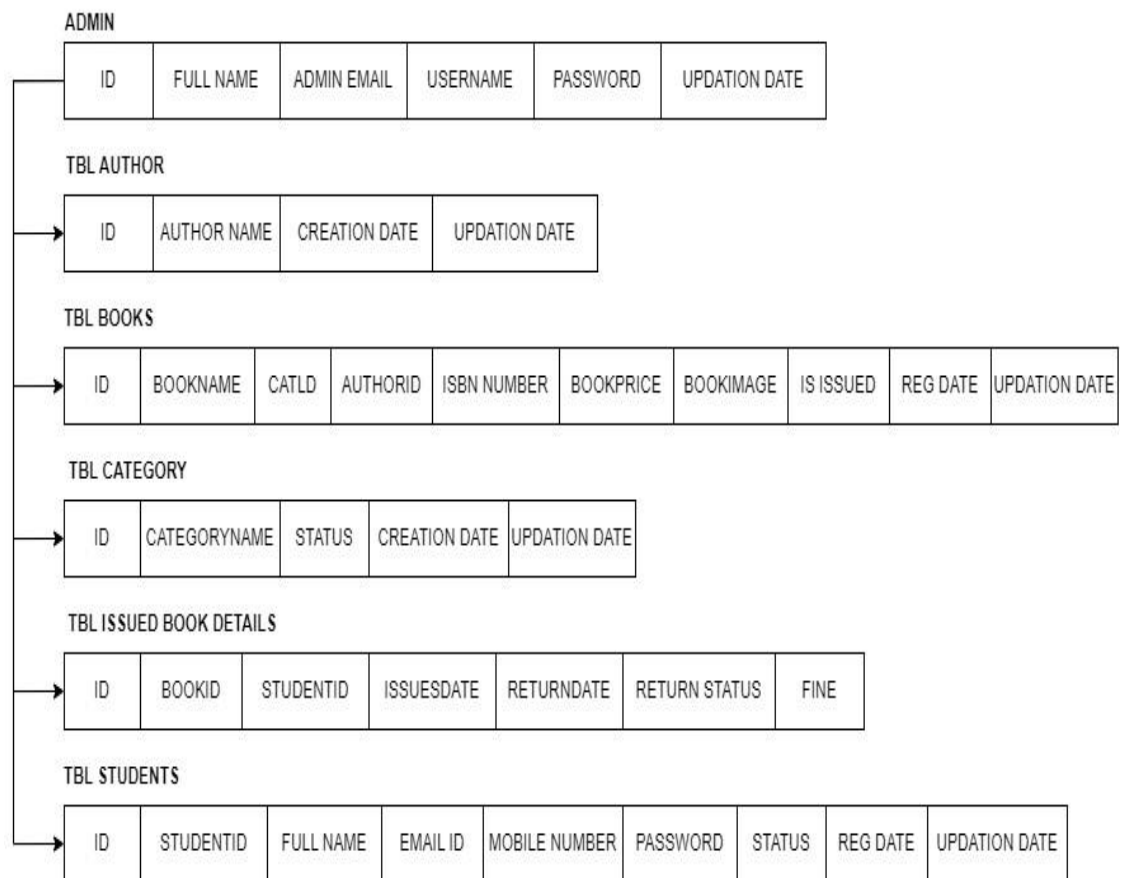 ADMIN
ID FULL NAME ADMIN EMAIL USERNAME PASSWORD UPDATION DATE
TBL AUTHOR
ID AUTHOR NAME CREATION DATE UPDATION DATE
TBL BOOKS
ID BOOKNAME CATLD AUTHORID ISBN NUMBER BOOKPRICE BOOKIMAGE IS ISSUED REG DATE UPDATION DATE
TBL CATEGORY
ID CATEGORYNAME STATUS CREATION DATE UPDATION DATE
TBL ISSUED BOOK DETAILS
ID BOOKID STUDENTID ISSUESDATE RETURNDATE RETURN STATUS FINE
TBL STUDENTS
ID STUDENTID FULL NAME EMAIL ID MOBILE NUMBER PASSWORD STATUS REG DATE UPDATION DATE